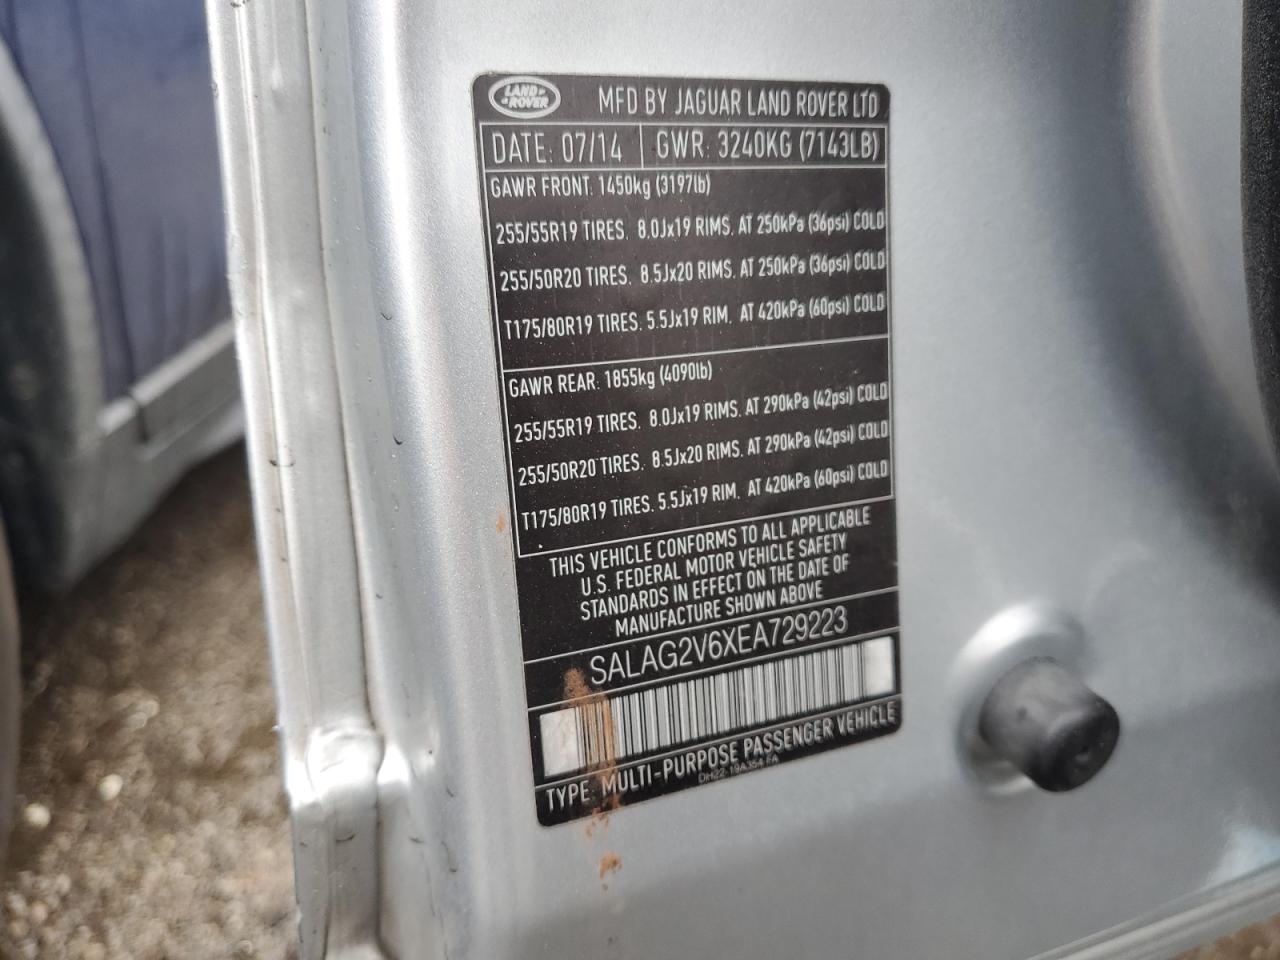 LAND ROVER
MFD BY JAGUAR LAND ROVER LTD
DATE: 07/14 GWR: 3240KG (7143LB)
GAWR FRONT: 1450kg (3197lb)
255/55R19 TIRES. 8.0Jx19 RIMS. AT 250kPa (36psi) COLD
255/50R20 TIRES. 8.5Jx20 RIMS. AT 250kPa (36psi) COLD
T175/80R19 TIRES. 5.5Jx19 RIM. AT 420kPa (60psi) COLD
GAWR REAR: 1855kg (4090lb)
255/55R19 TIRES. 8.0Jx19 RIMS. AT 290kPa (42psi) COLD
255/50R20 TIRES. 8.5Jx20 RIMS. AT 290kPa (42psi) COLD
T175/80R19 TIRES. 5.5Jx19 RIM. AT 420kPa (60psi) COLD
THIS VEHICLE CONFORMS TO ALL APPLICABLE
U.S. FEDERAL MOTOR VEHICLE SAFETY
STANDARDS IN EFFECT ON THE DATE OF
MANUFACTURE SHOWN ABOVE
SALAG2V6XEA729223
TYPE: MULTI-PURPOSE PASSENGER VEHICLE
DH22-19A354 FA